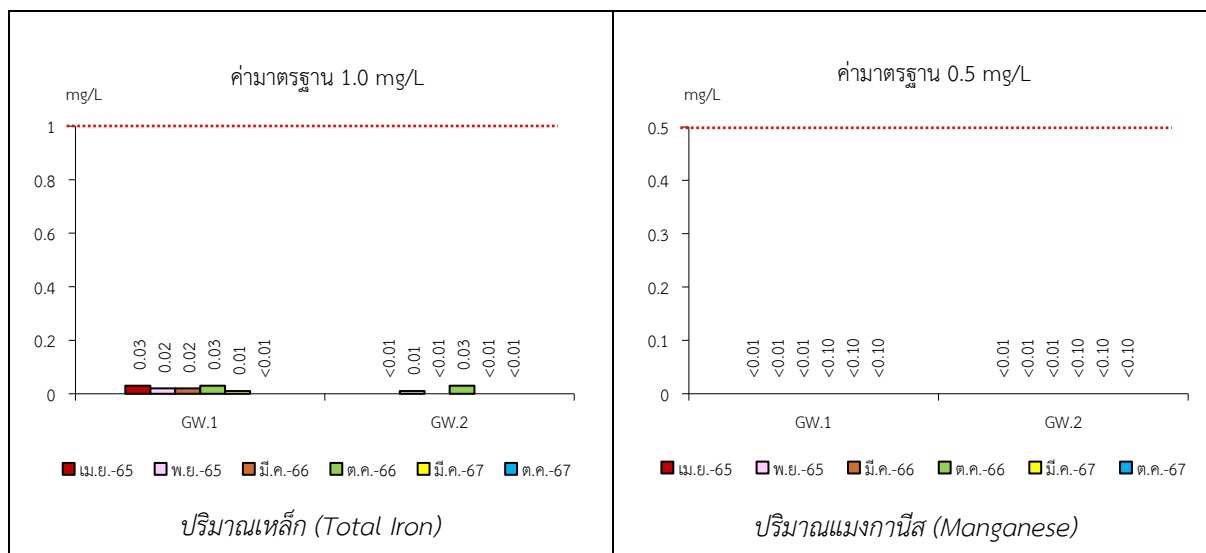 ค่ามาตรฐาน 1.0 mg/L
mg/L
1
0.8
0.6
0.4
0.2
0
0.03 0.02 0.02 0.03 0.01 <0.01 <0.01 0.01 <0.01 0.03 <0.01 <0.01
GW.1 GW.2
เม.ย.-65 พ.ย.-65 มี.ค.-66 ต.ค.-66 มี.ค.-67 ต.ค.-67
ปริมาณเหล็ก (Total Iron)
ค่ามาตรฐาน 0.5 mg/L
mg/L
0.5
0.4
0.3
0.2
0.1
0
<0.01 <0.01 <0.01 <0.10 <0.10 <0.10 <0.01 <0.01 <0.01 <0.10 <0.10 <0.10
GW.1 GW.2
เม.ย.-65 พ.ย.-65 มี.ค.-66 ต.ค.-66 มี.ค.-67 ต.ค.-67
ปริมาณแมงกานีส (Manganese)